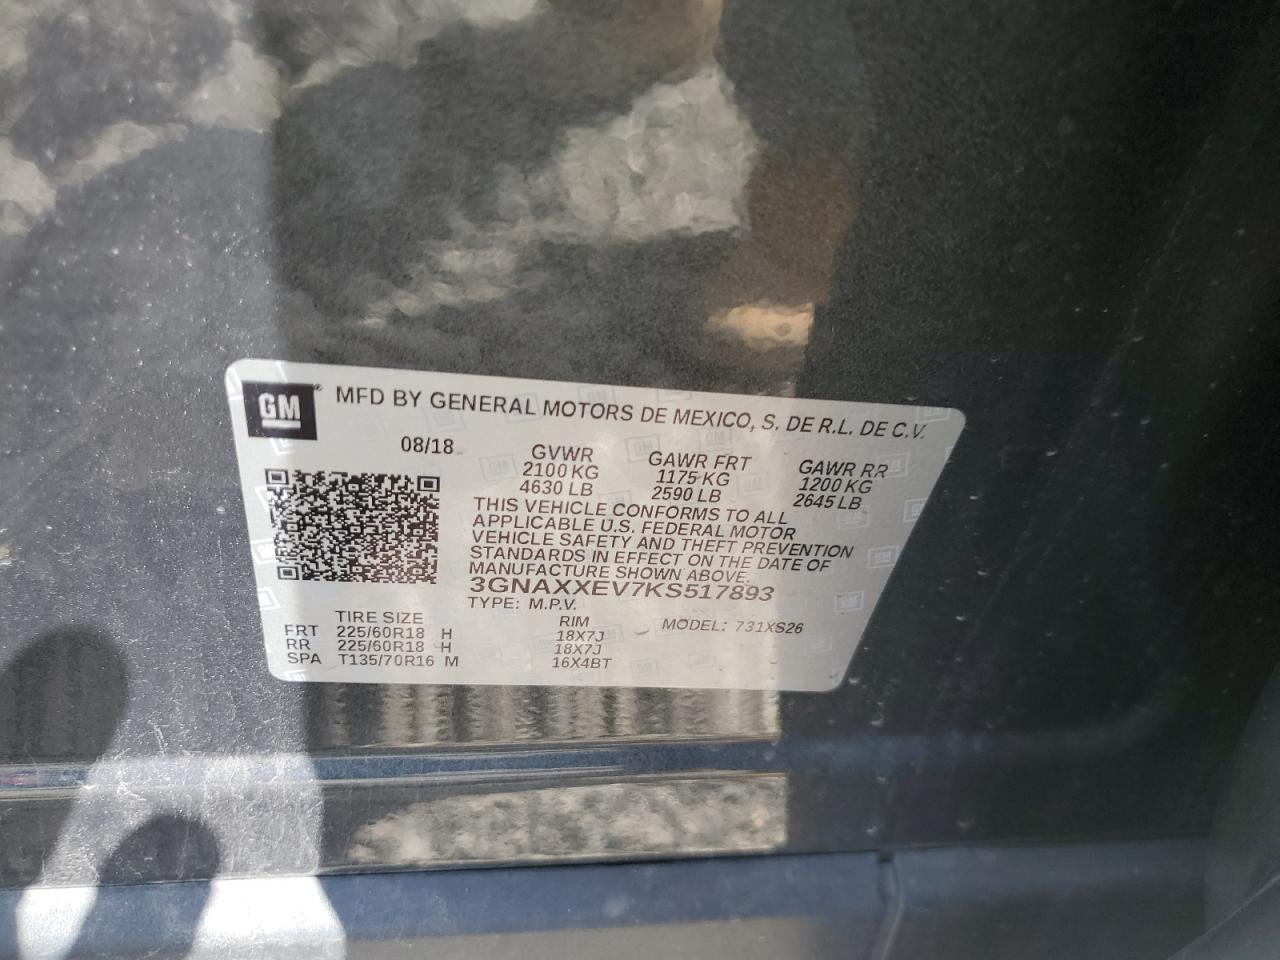 GM
MFD BY GENERAL MOTORS DE MEXICO, S. DE R.L. DE C.V.
08/18 GVWR GAWR FRT GAWR RR
2100 KG 1175 KG 1200 KG
4630 LB 2590 LB 2645 LB
THIS VEHICLE CONFORMS TO ALL
APPLICABLE U.S. FEDERAL MOTOR
VEHICLE SAFETY AND THEFT PREVENTION
STANDARDS IN EFFECT ON THE DATE OF
MANUFACTURE SHOWN ABOVE.
3GNAXXEV7KS517893
TYPE: M.P.V.
TIRE SIZE RIM MODEL: 731XS26
FRT 225/60R18 H 18X7J
RR 225/60R18 H 18X7J
SPA T135/70R16 M 16X4BT